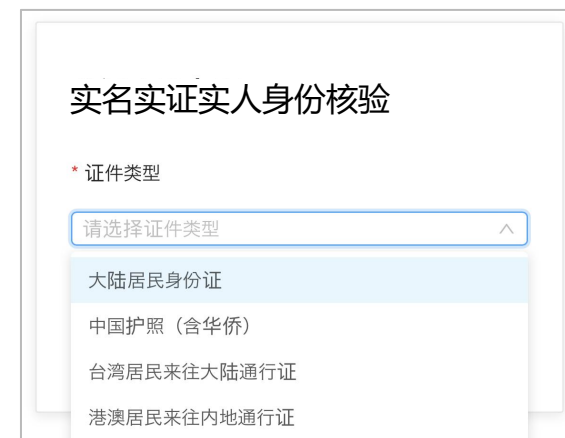 实名实证实人身份核验
* 证件类型
请选择证件类型
大陆居民身份证
中国护照（含华侨）
台湾居民来往大陆通行证
港澳居民来往内地通行证